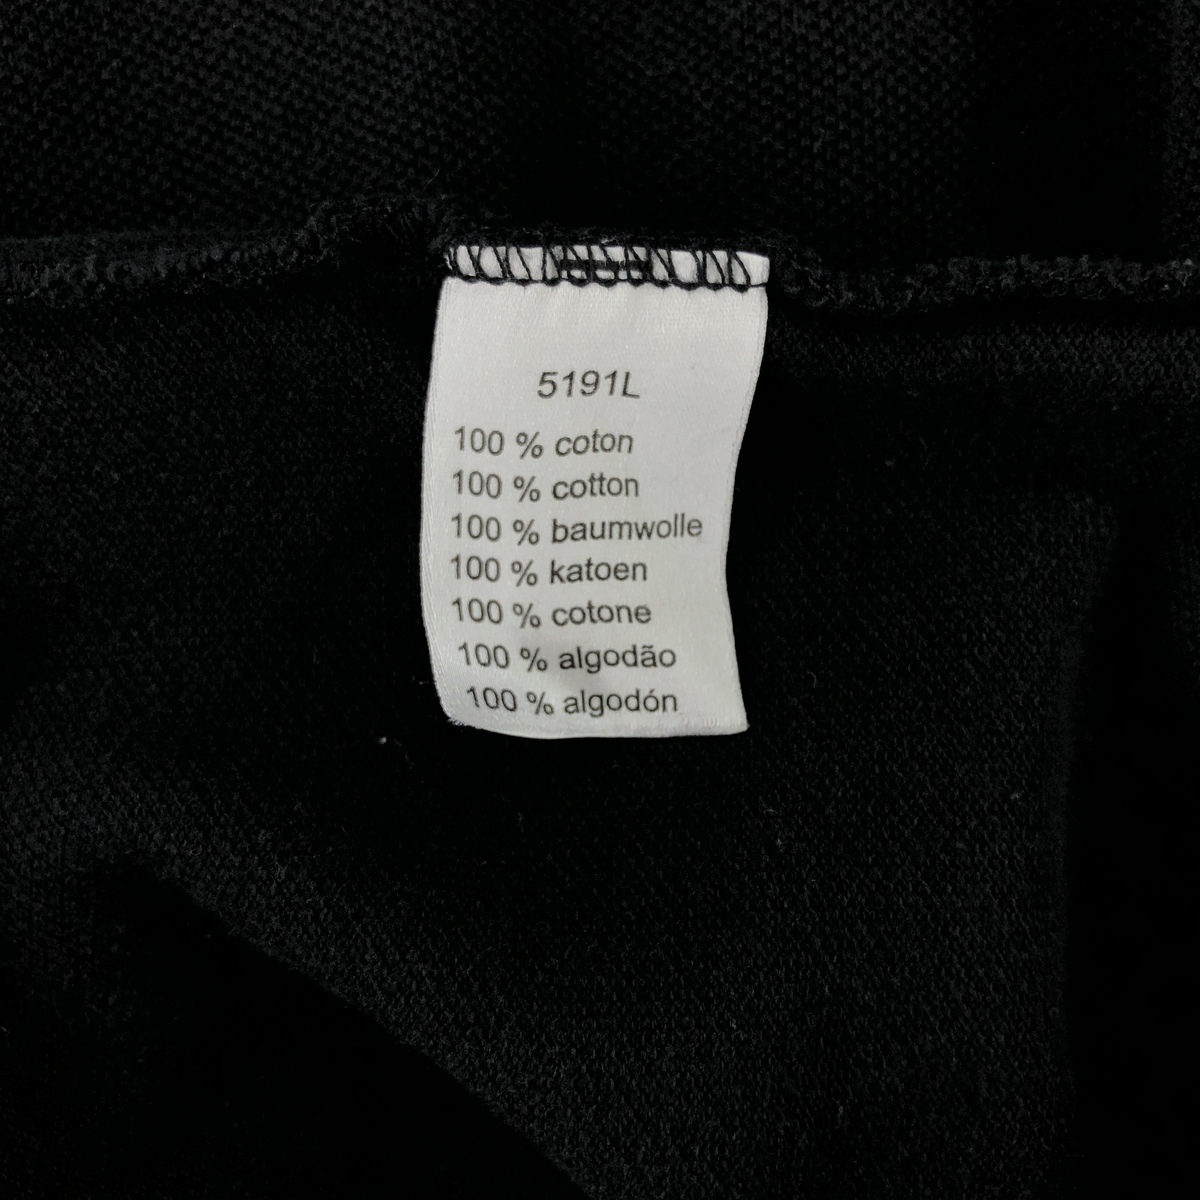 5191L
100 % coton
100 % cotton
100 % baumwolle
100 % katoen
100 % cotone
100 % algodão
100 % algodón